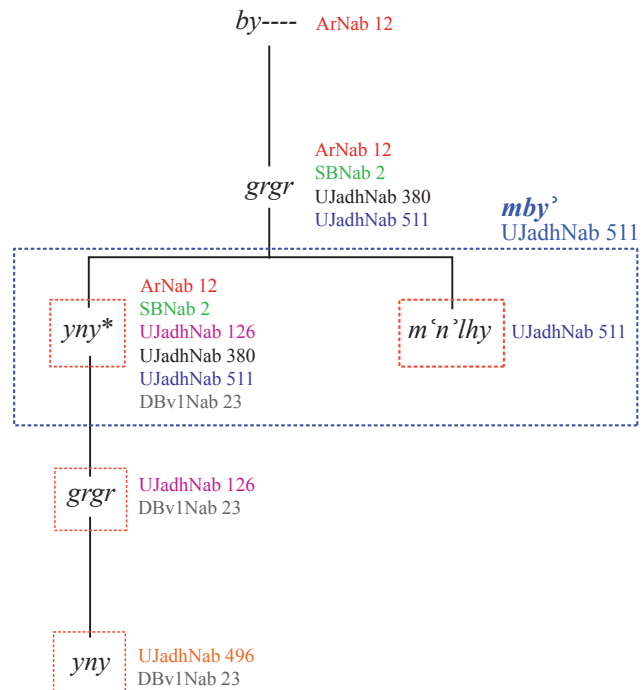 by---- ArNab 12
ArNab 12
SBNab 2
grgr UJadhNab 380
UJadhNab 511
mbyʾ
UJadhNab 511
ArNab 12
SBNab 2
yny* UJadhNab 126
UJadhNab 380
UJadhNab 511
DBv1Nab 23
mʿnʾlhy UJadhNab 511
grgr UJadhNab 126
DBv1Nab 23
yny UJadhNab 496
DBv1Nab 23